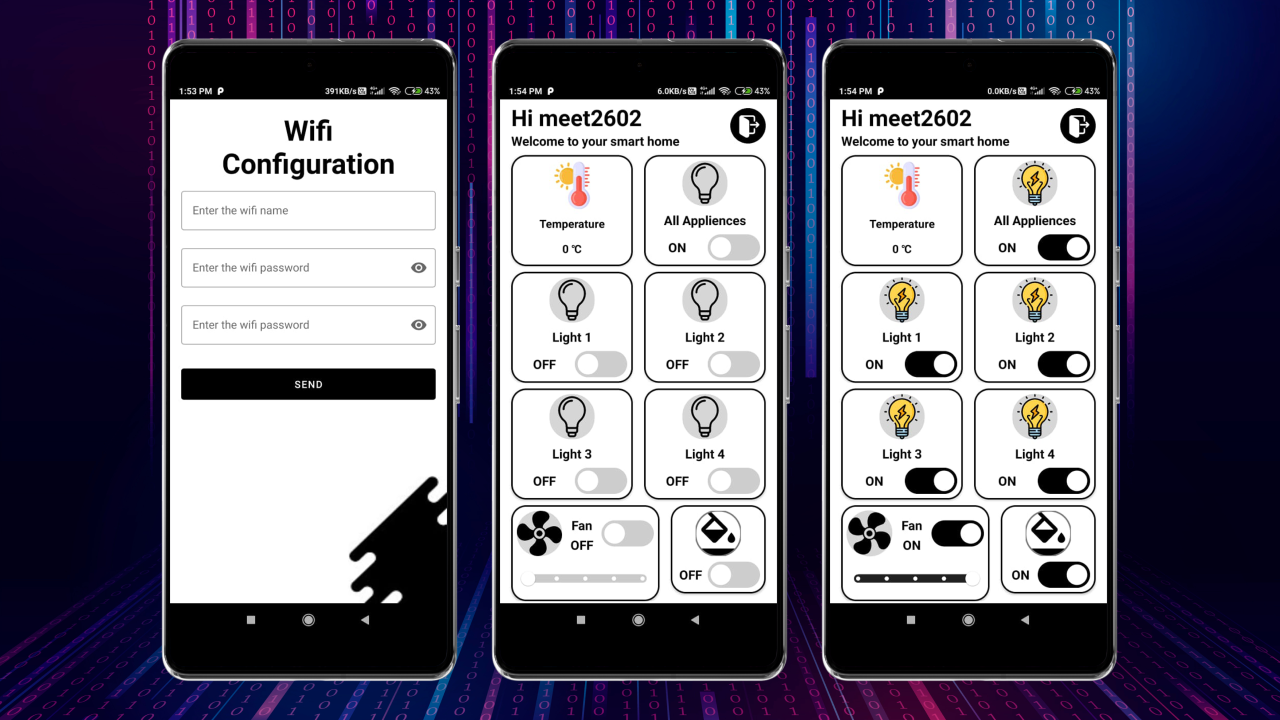 1:53 PM
391KB/s
4G+
43%
Wifi
Configuration
Enter the wifi name
Enter the wifi password
Enter the wifi password
SEND
1:54 PM
6.0KB/s
4G+
43%
Hi meet2602
Welcome to your smart home
Temperature
0 ℃
All Appliences
ON
Light 1
OFF
Light 2
OFF
Light 3
OFF
Light 4
OFF
Fan
OFF
OFF
1:54 PM
0.0KB/s
4G+
43%
Hi meet2602
Welcome to your smart home
Temperature
0 ℃
All Appliences
ON
Light 1
ON
Light 2
ON
Light 3
ON
Light 4
ON
Fan
ON
ON